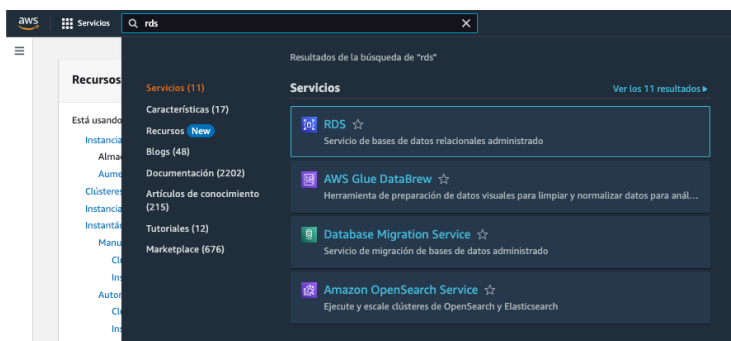 aws
Servicios
rds
Resultados de la búsqueda de "rds"
Recursos
Está usando
Instancia
Alma
Aume
Clústeres
Instancia
Instantá
Manu
Cl
Ins
Autor
Cl
Ins
Servicios (11)
Características (17)
Recursos New
Blogs (48)
Documentación (2202)
Artículos de conocimiento
(215)
Tutoriales (12)
Marketplace (676)
Servicios
Ver los 11 resultados
RDS
Servicio de bases de datos relacionales administrado
AWS Glue DataBrew
Herramienta de preparación de datos visuales para limpiar y normalizar datos para anál...
Database Migration Service
Servicio de migración de bases de datos administrado
Amazon OpenSearch Service
Ejecute y escale clústeres de OpenSearch y Elasticsearch